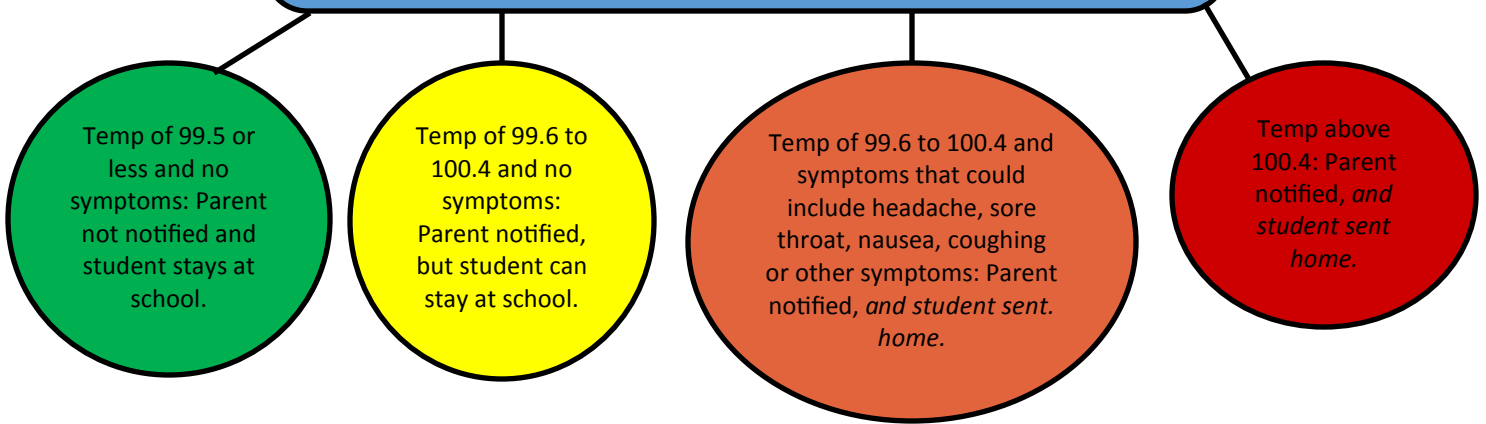 Temp of 99.5 or
less and no
symptoms: Parent
not notified and
student stays at
school.
Temp of 99.6 to
100.4 and no
symptoms:
Parent notified,
but student can
stay at school.
Temp of 99.6 to 100.4 and
symptoms that could
include headache, sore
throat, nausea, coughing
or other symptoms: Parent
notified, and student sent.
home.
Temp above
100.4: Parent
notified, and
student sent
home.